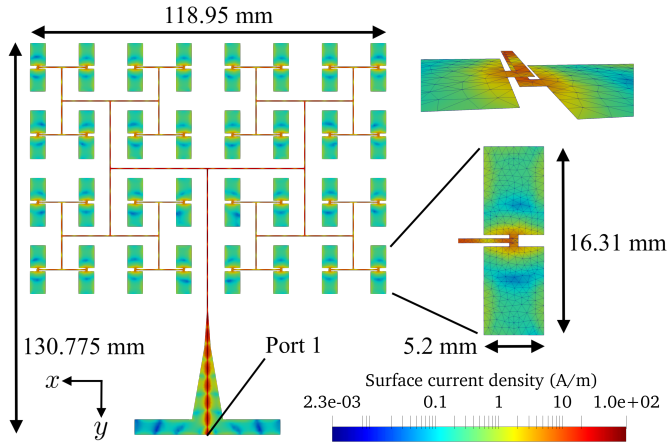 118.95 mm
16.31 mm
130.775 mm
Port 1
5.2 mm
x
y
Surface current density (A/m)
2.3e-03 0.1 1 10 1.0e+02